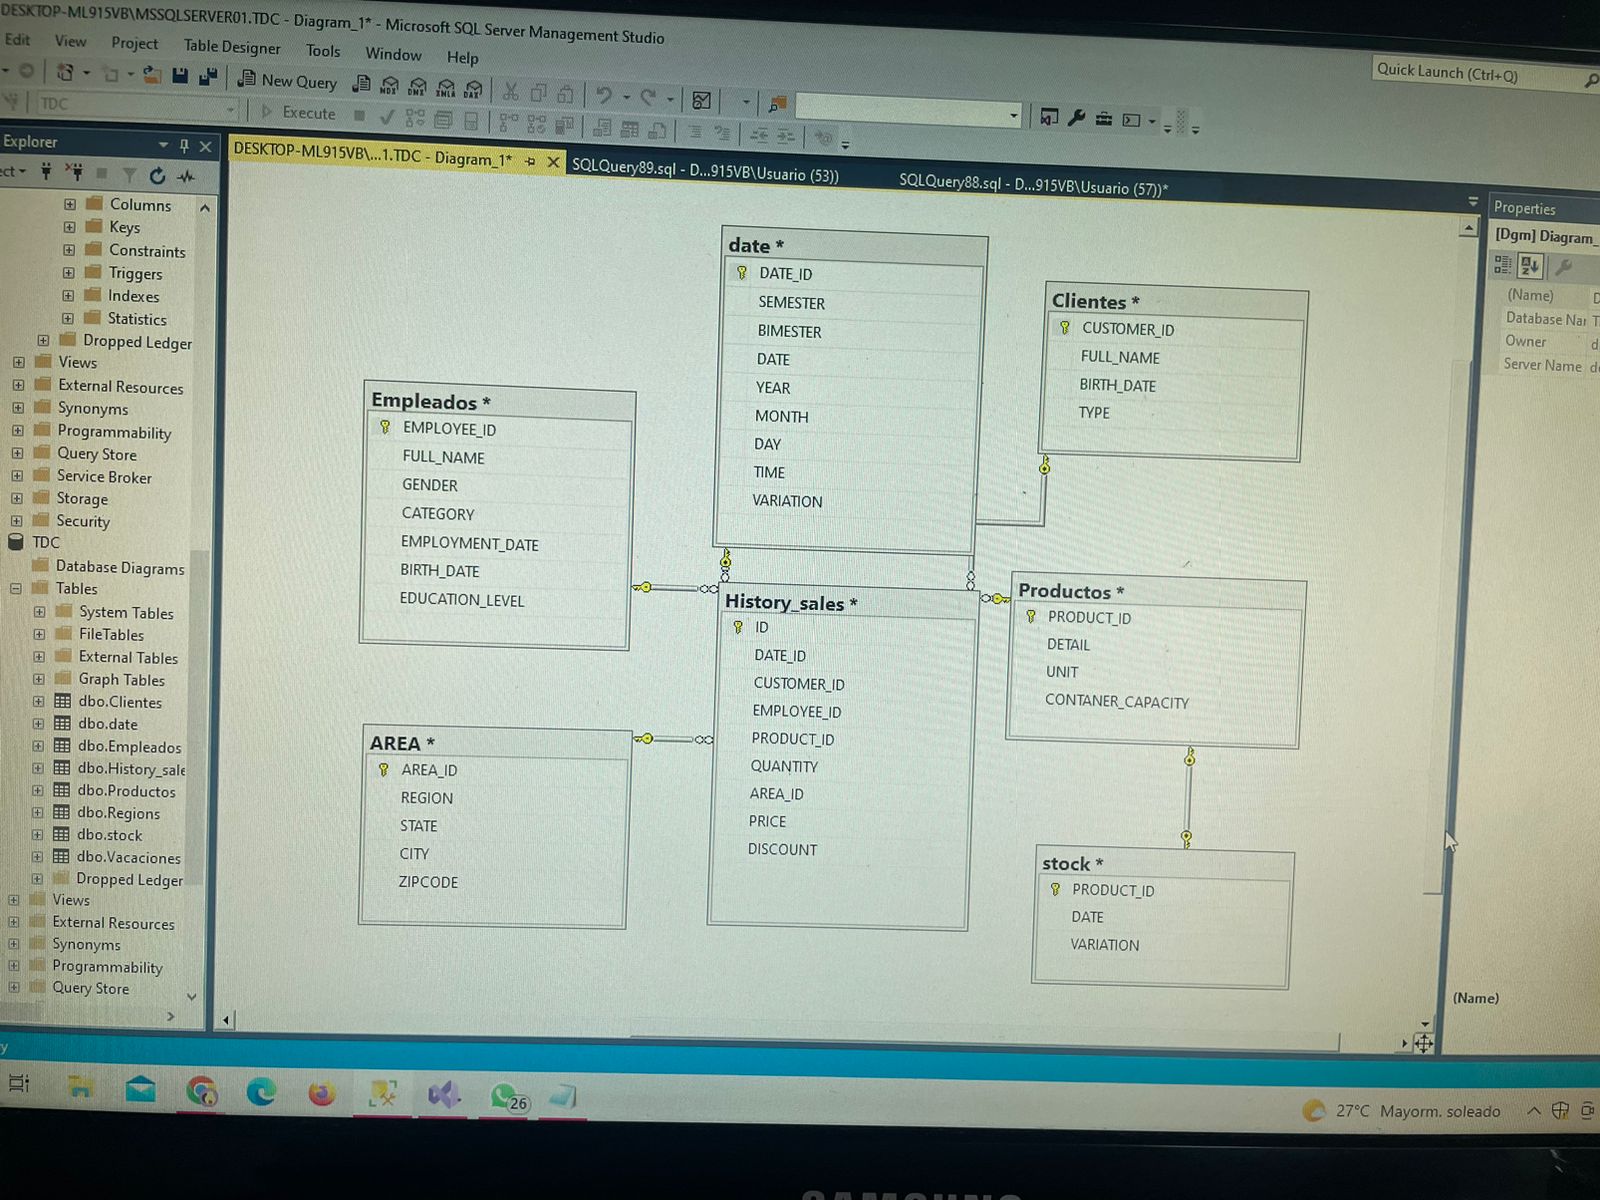 DESKTOP-ML915VB\MSSQLSERVER01.TDC - Diagram_1* - Microsoft SQL Server Management Studio
Quick Launch (Ctrl+Q)
Edit View Project Table Designer Tools Window Help
New Query MDX DMX XMLA DAX
TDC Execute
Explorer
DESKTOP-ML915VB\...1.TDC - Diagram_1* SQLQuery89.sql - D...915VB\Usuario (53)) SQLQuery88.sql - D...915VB\Usuario (57))*
Columns
Keys
Constraints
Triggers
Indexes
Statistics
Dropped Ledger
Views
External Resources
Synonyms
Programmability
Query Store
Service Broker
Storage
Security
TDC
Database Diagrams
Tables
System Tables
FileTables
External Tables
Graph Tables
dbo.Clientes
dbo.date
dbo.Empleados
dbo.History_sale
dbo.Productos
dbo.Regions
dbo.stock
dbo.Vacaciones
Dropped Ledger
Views
External Resources
Synonyms
Programmability
Query Store
date *
DATE_ID
SEMESTER
BIMESTER
DATE
YEAR
MONTH
DAY
TIME
VARIATION
Clientes *
CUSTOMER_ID
FULL_NAME
BIRTH_DATE
TYPE
Empleados *
EMPLOYEE_ID
FULL_NAME
GENDER
CATEGORY
EMPLOYMENT_DATE
BIRTH_DATE
EDUCATION_LEVEL
History_sales *
ID
DATE_ID
CUSTOMER_ID
EMPLOYEE_ID
PRODUCT_ID
QUANTITY
AREA_ID
PRICE
DISCOUNT
Productos *
PRODUCT_ID
DETAIL
UNIT
CONTANER_CAPACITY
AREA *
AREA_ID
REGION
STATE
CITY
ZIPCODE
stock *
PRODUCT_ID
DATE
VARIATION
Properties
[Dgm] Diagram_
(Name)
Database Nar
Owner
Server Name
(Name)
26
27°C Mayorm. soleado